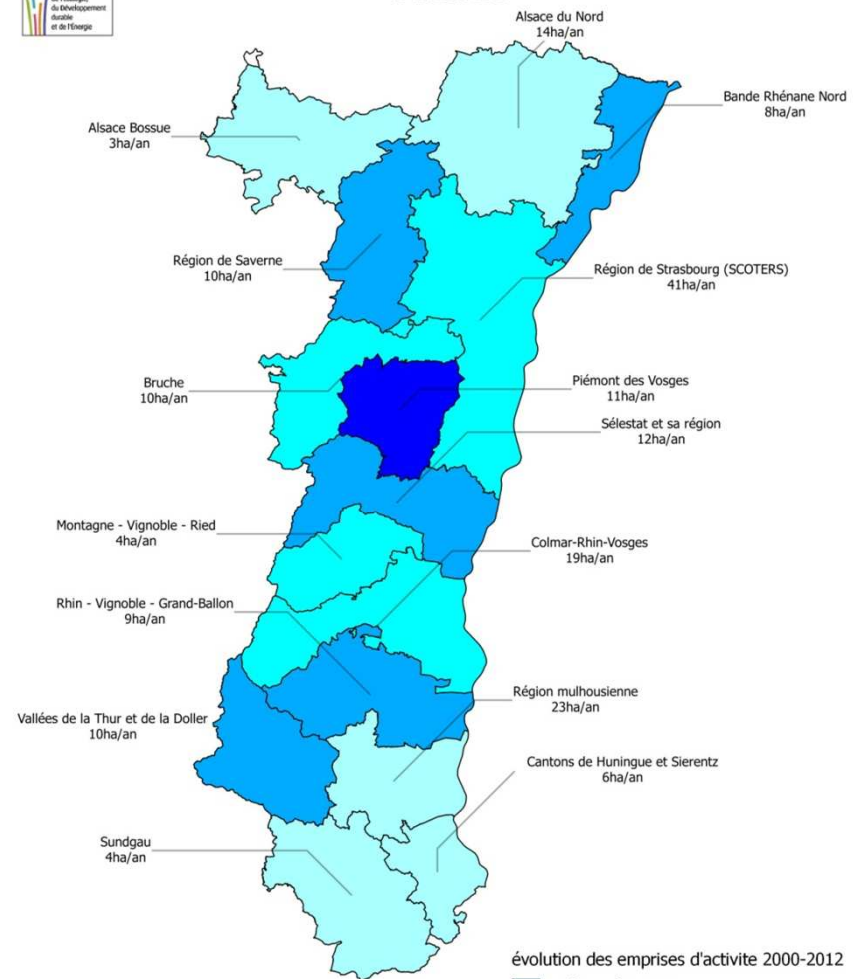 du Développement
durable
et de l'Énergie
Alsace du Nord
14ha/an
Bande Rhénane Nord
8ha/an
Alsace Bossue
3ha/an
Région de Saverne
10ha/an
Région de Strasbourg (SCOTERS)
41ha/an
Bruche
10ha/an
Piémont des Vosges
11ha/an
Sélestat et sa région
12ha/an
Montagne - Vignoble - Ried
4ha/an
Colmar-Rhin-Vosges
19ha/an
Rhin - Vignoble - Grand-Ballon
9ha/an
Région mulhousienne
23ha/an
Vallées de la Thur et de la Doller
10ha/an
Cantons de Huningue et Sierentz
6ha/an
Sundgau
4ha/an
évolution des emprises d'activite 2000-2012